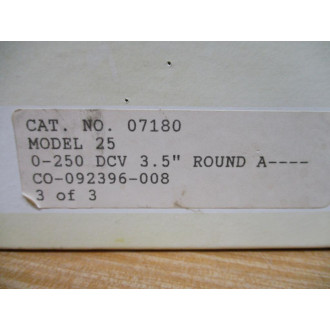 CAT. NO. 07180
MODEL 25
0-250 DCV 3.5" ROUND A----
CO-092396-008
3 of 3